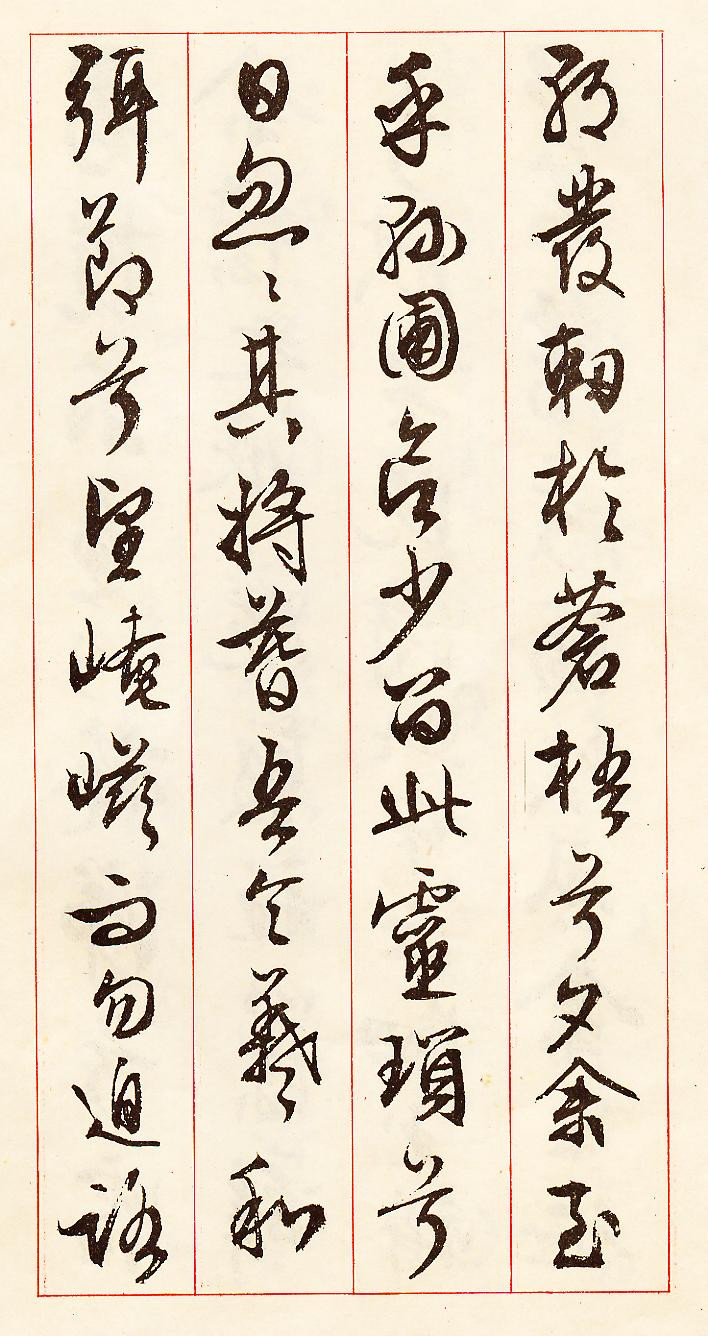 朝發軔於蒼梧兮夕余至
乎縣圃欲少留此靈瑣兮
日忽〻其將暮吾令羲和
弭節兮望崦嵫而勿迫路